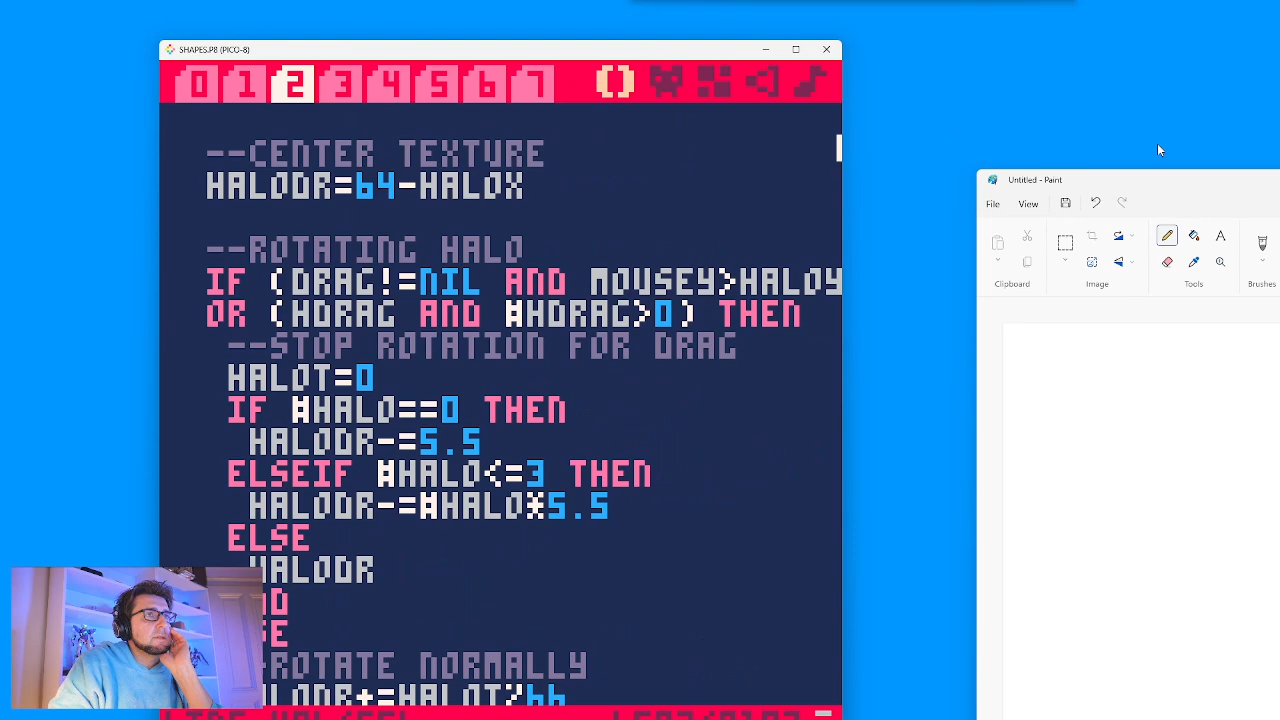 SHAPES.P8 (PICO-8)
0 1 2 3 4 5 6 7
--CENTER TEXTURE
HALODR=64-HALOX
--ROTATING HALO
IF (DRAG!=NIL AND MOUSEY>HALOY
OR (HDRAG AND #HDRAG>0) THEN
--STOP ROTATION FOR DRAG
HALOT=0
IF #HALO==0 THEN
HALODR-=5.5
ELSEIF #HALO<=3 THEN
HALODR-=#HALO*5.5
ELSE
HALODR
ROTATE NORMALLY
Untitled - Paint
File View
Clipboard Image Tools Brushes